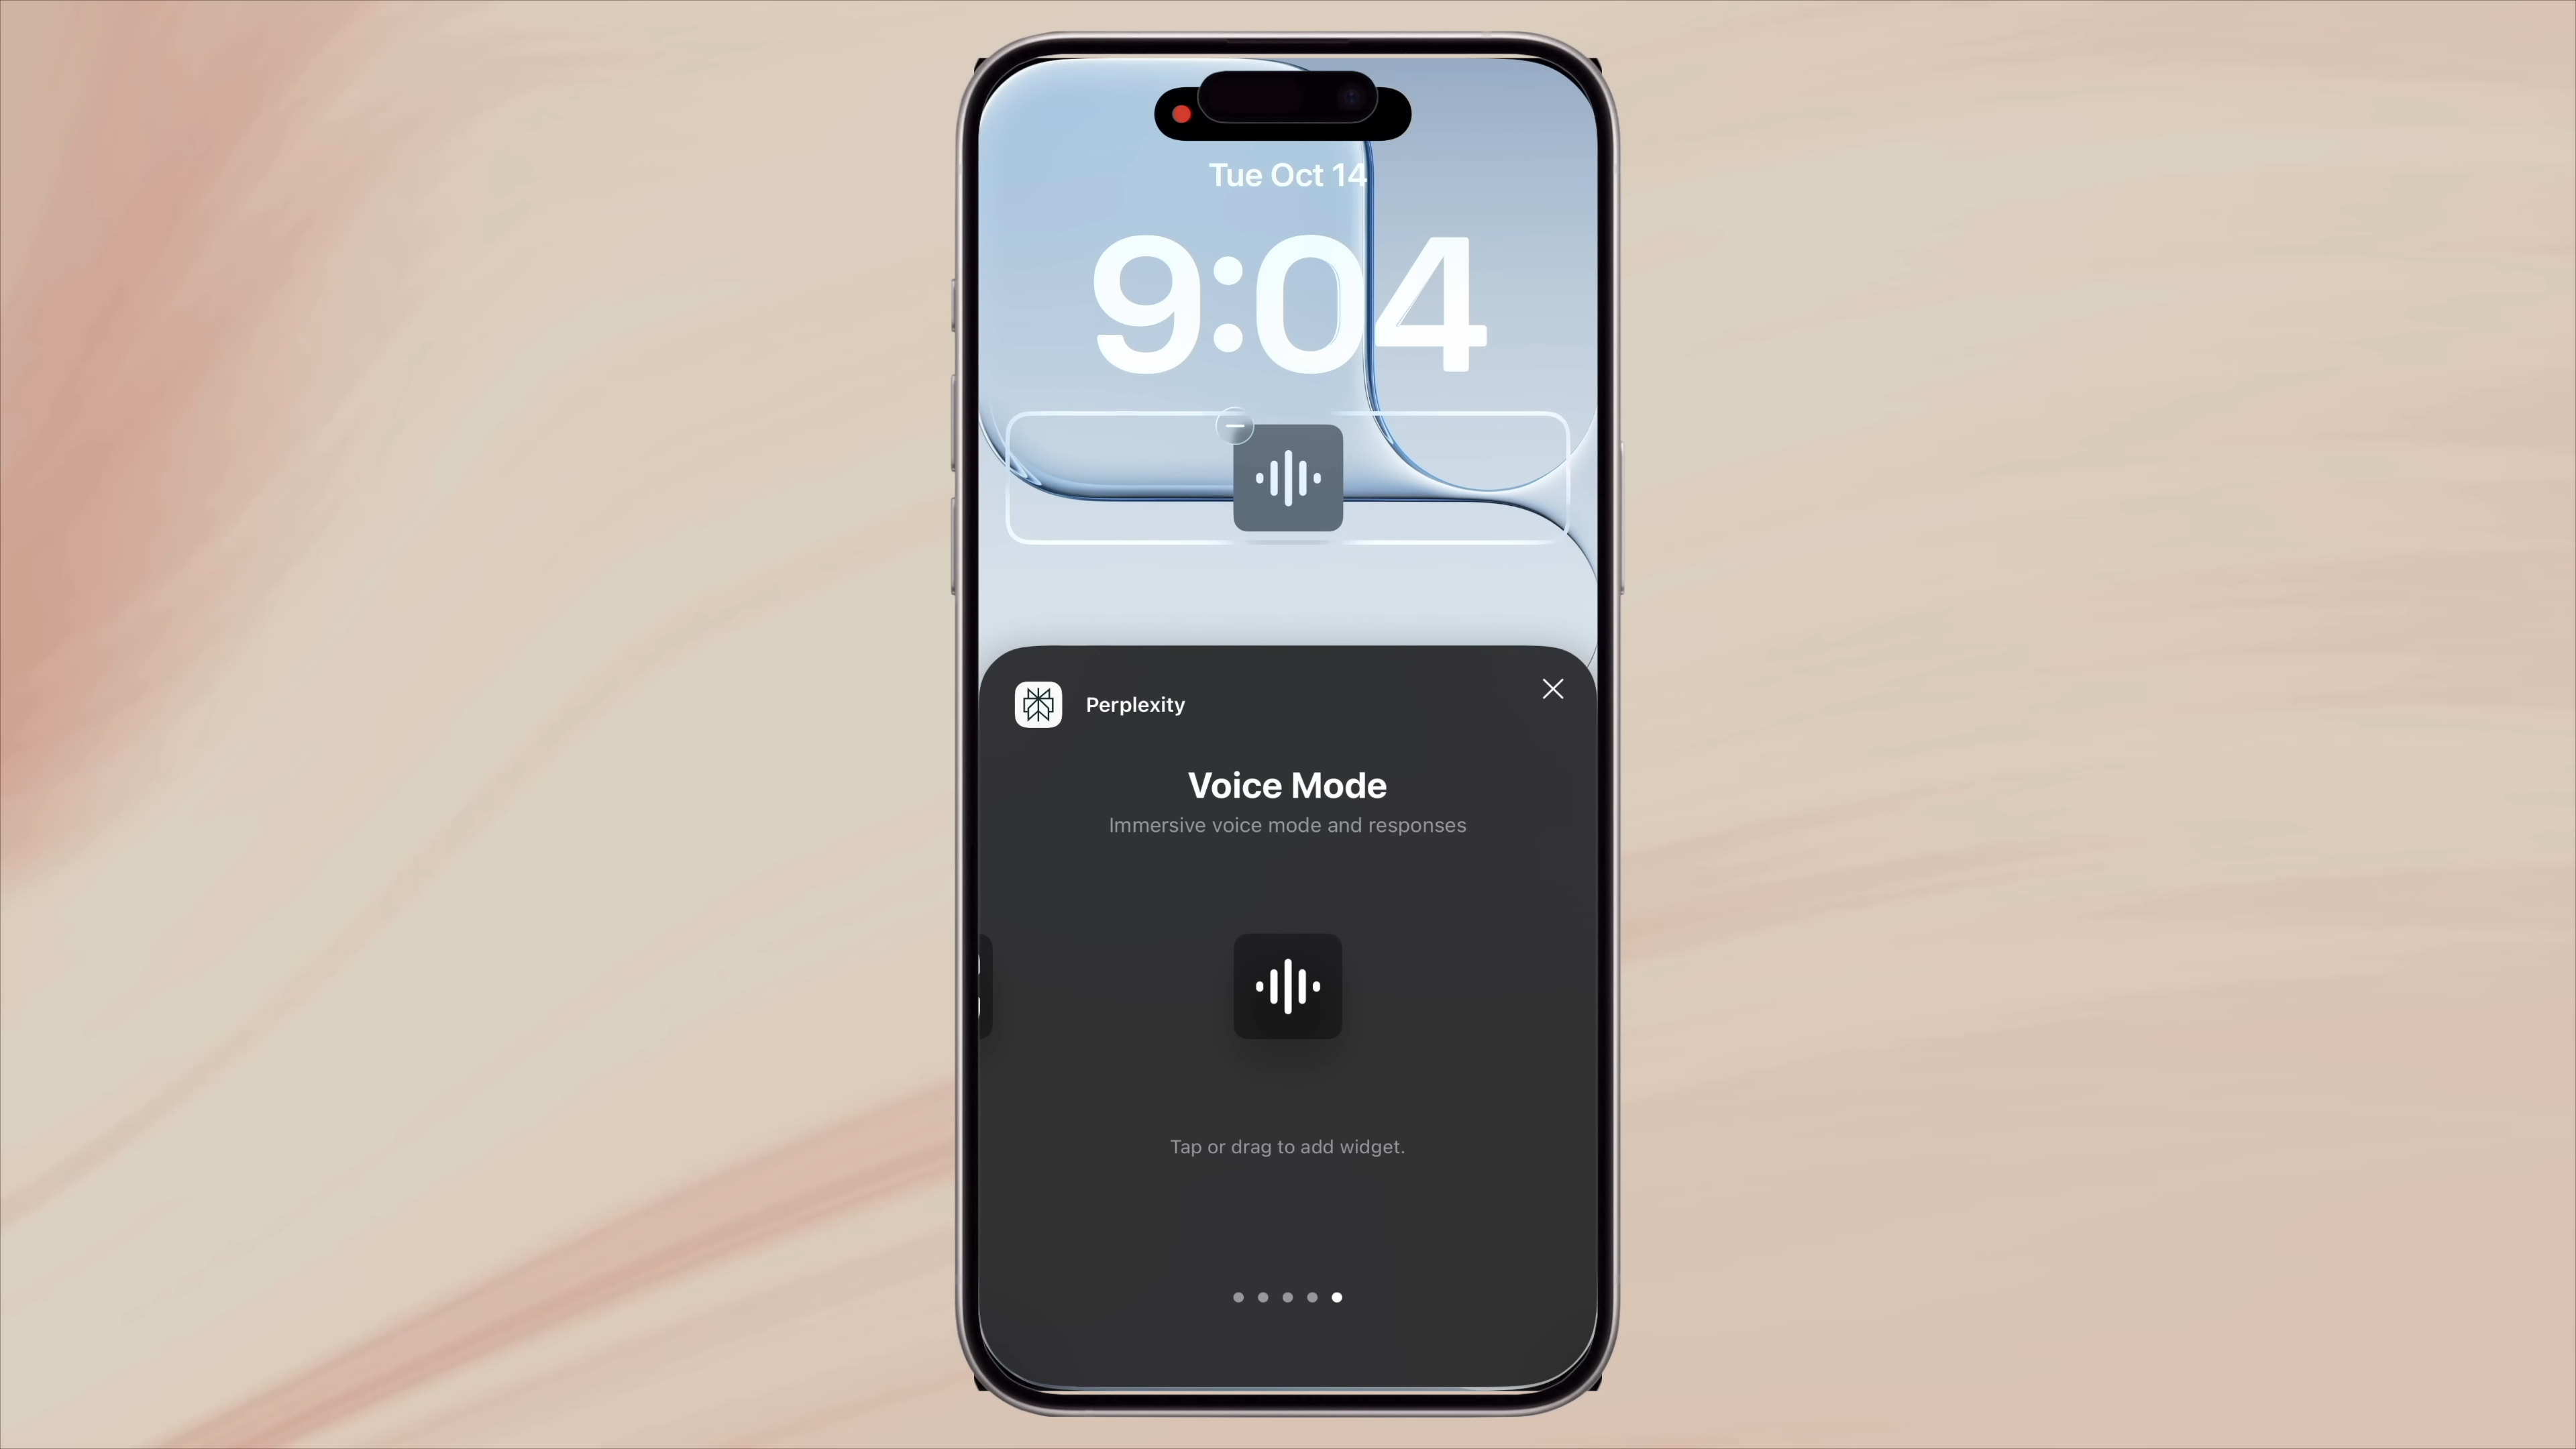 Tue Oct 14
9:04
Perplexity
Voice Mode
Immersive voice mode and responses
Tap or drag to add widget.